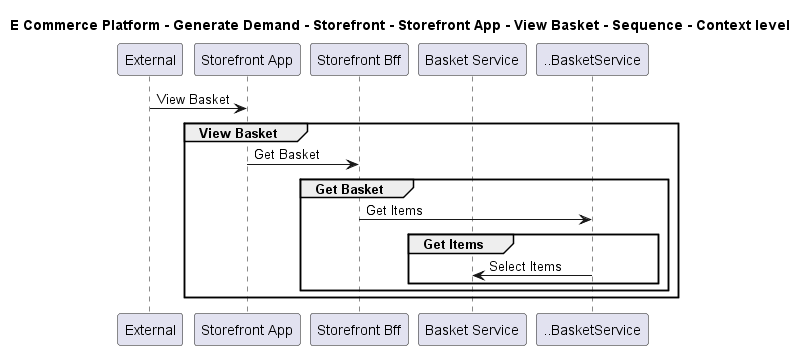 E Commerce Platform - Generate Demand - Storefront - Storefront App - View Basket - Sequence - Context level
External Storefront App Storefront Bff Basket Service ..BasketService
View Basket
View Basket
Get Basket
Get Basket
Get Items
Get Items
Select Items
External Storefront App Storefront Bff Basket Service ..BasketService